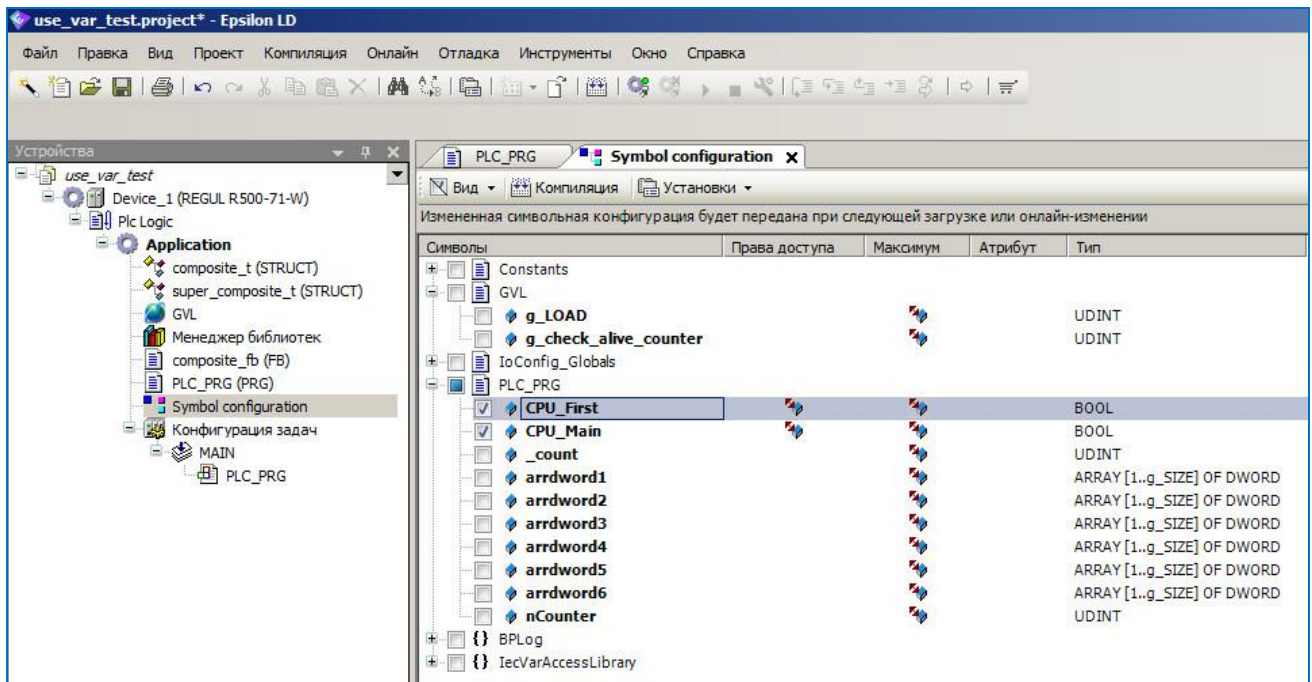 use_var_test.project* - Epsilon LD
Файл Правка Вид Проект Компиляция Онлайн Отладка Инструменты Окно Справка
Устройства
use_var_test
Device_1 (REGUL R500-71-W)
Plc Logic
Application
composite_t (STRUCT)
super_composite_t (STRUCT)
GVL
Менеджер библиотек
composite_fb (FB)
PLC_PRG (PRG)
Symbol configuration
Конфигурация задач
MAIN
PLC_PRG
PLC_PRG Symbol configuration
Вид Компиляция Установки
Измененная символьная конфигурация будет передана при следующей загрузке или онлайн-изменении
Символы Права доступа Максимум Атрибут Тип
Constants
GVL
g_LOAD UDINT
g_check_alive_counter UDINT
IoConfig_Globals
PLC_PRG
CPU_First BOOL
CPU_Main BOOL
_count UDINT
arrdword1 ARRAY [1..g_SIZE] OF DWORD
arrdword2 ARRAY [1..g_SIZE] OF DWORD
arrdword3 ARRAY [1..g_SIZE] OF DWORD
arrdword4 ARRAY [1..g_SIZE] OF DWORD
arrdword5 ARRAY [1..g_SIZE] OF DWORD
arrdword6 ARRAY [1..g_SIZE] OF DWORD
nCounter UDINT
{} BPLog
{} IecVarAccessLibrary